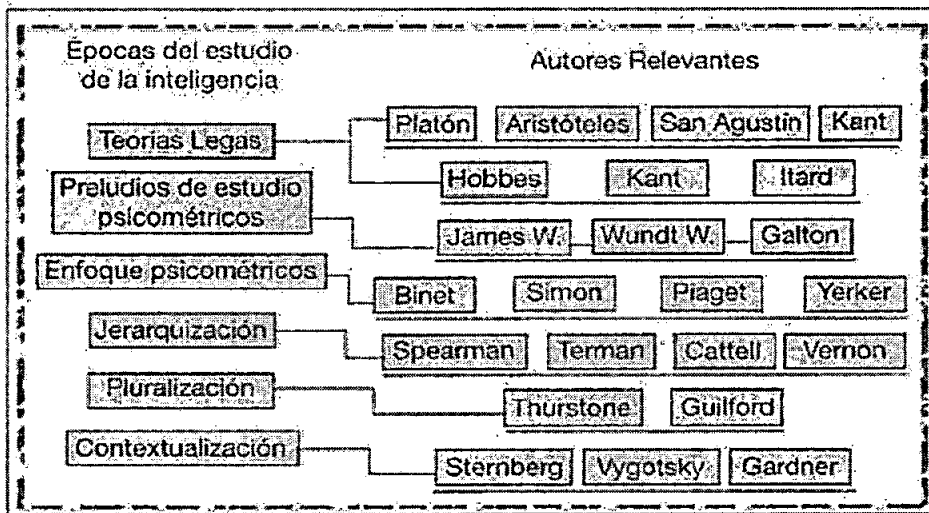 Épocas del estudio
de la inteligencia
Autores Relevantes
Teorías Legas
Platón Aristóteles San Agustín Kant
Hobbes Kant Itard
Preludios de estudio
psicométricos
James W. Wundt W. Galton
Enfoque psicométricos
Binet Simon Piaget Yerker
Jerarquización
Spearman Terman Cattell Vernon
Pluralización
Thurstone Guilford
Contextualización
Sternberg Vygotsky Gardner